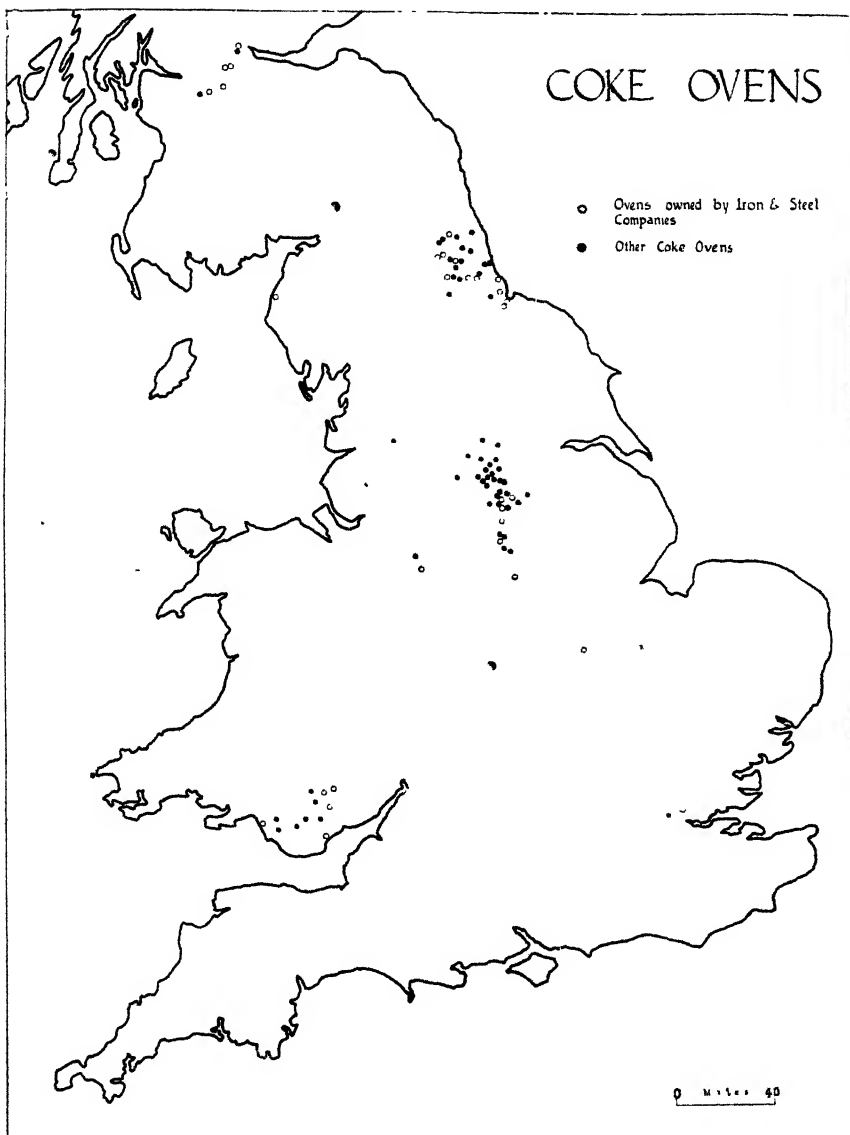 COKE OVENS
Ovens owned by Iron & Steel
Companies
Other Coke Ovens
0 Miles 40